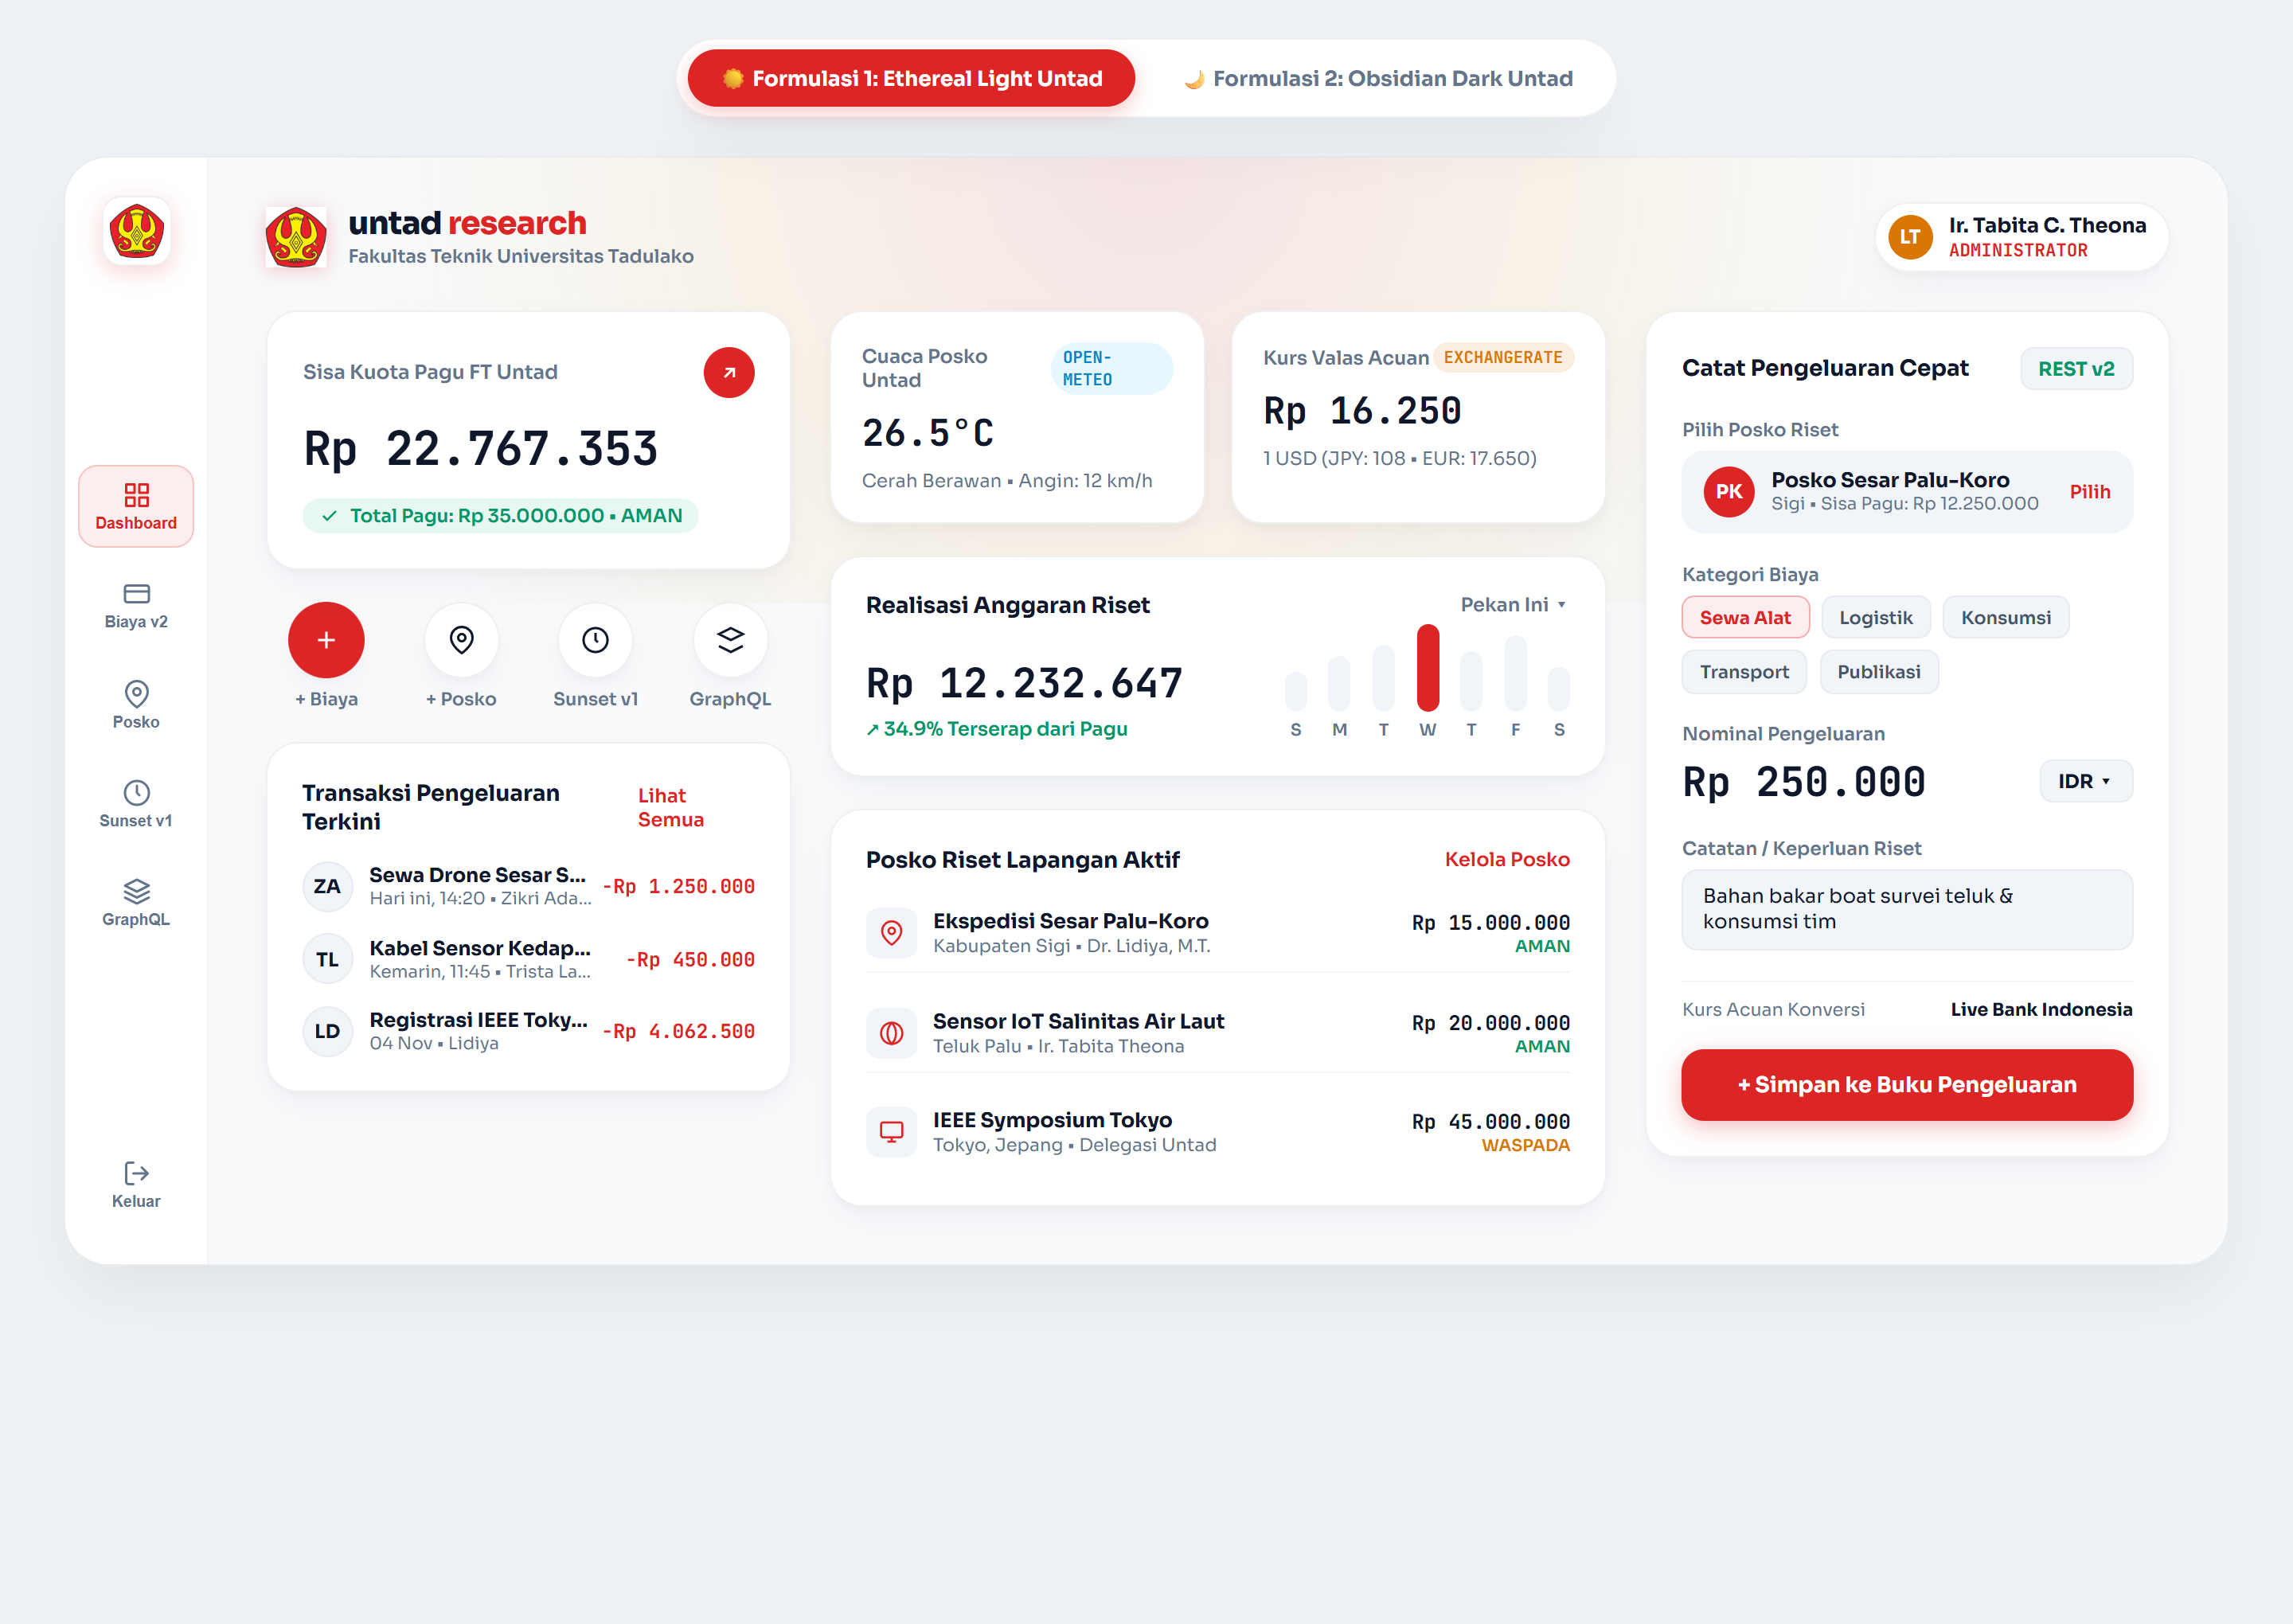 Formulasi 1: Ethereal Light Untad
Formulasi 2: Obsidian Dark Untad
untad research
Fakultas Teknik Universitas Tadulako
LT
Ir. Tabita C. Theona
ADMINISTRATOR
Dashboard
Biaya v2
Posko
Sunset v1
GraphQL
Keluar
Sisa Kuota Pagu FT Untad
Rp 22.767.353
Total Pagu: Rp 35.000.000 • AMAN
+ Biaya
+ Posko
Sunset v1
GraphQL
Transaksi Pengeluaran
Terkini
Lihat
Semua
ZA
Sewa Drone Sesar S...
Hari ini, 14:20 • Zikri Ada...
-Rp 1.250.000
TL
Kabel Sensor Kedap...
Kemarin, 11:45 • Trista La...
-Rp 450.000
LD
Registrasi IEEE Toky...
04 Nov • Lidiya
-Rp 4.062.500
Cuaca Posko
Untad
OPEN-
METEO
26.5°C
Cerah Berawan • Angin: 12 km/h
Kurs Valas Acuan
EXCHANGERATE
Rp 16.250
1 USD (JPY: 108 • EUR: 17.650)
Realisasi Anggaran Riset
Pekan Ini ▾
Rp 12.232.647
↗ 34.9% Terserap dari Pagu
S M T W T F S
Posko Riset Lapangan Aktif
Kelola Posko
Ekspedisi Sesar Palu-Koro
Kabupaten Sigi • Dr. Lidiya, M.T.
Rp 15.000.000
AMAN
Sensor IoT Salinitas Air Laut
Teluk Palu • Ir. Tabita Theona
Rp 20.000.000
AMAN
IEEE Symposium Tokyo
Tokyo, Jepang • Delegasi Untad
Rp 45.000.000
WASPADA
Catat Pengeluaran Cepat
REST v2
Pilih Posko Riset
PK
Posko Sesar Palu-Koro
Sigi • Sisa Pagu: Rp 12.250.000
Pilih
Kategori Biaya
Sewa Alat
Logistik
Konsumsi
Transport
Publikasi
Nominal Pengeluaran
Rp 250.000
IDR ▾
Catatan / Keperluan Riset
Bahan bakar boat survei teluk &
konsumsi tim
Kurs Acuan Konversi
Live Bank Indonesia
+ Simpan ke Buku Pengeluaran